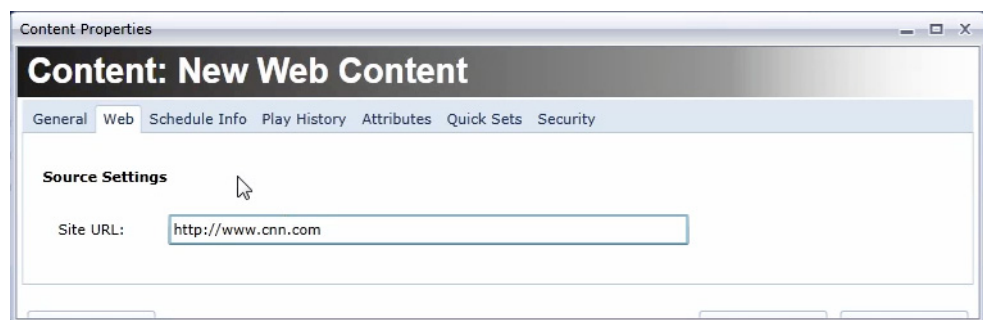 Content Properties
Content: New Web Content
General Web Schedule Info Play History Attributes Quick Sets Security
Source Settings
Site URL: http://www.cnn.com